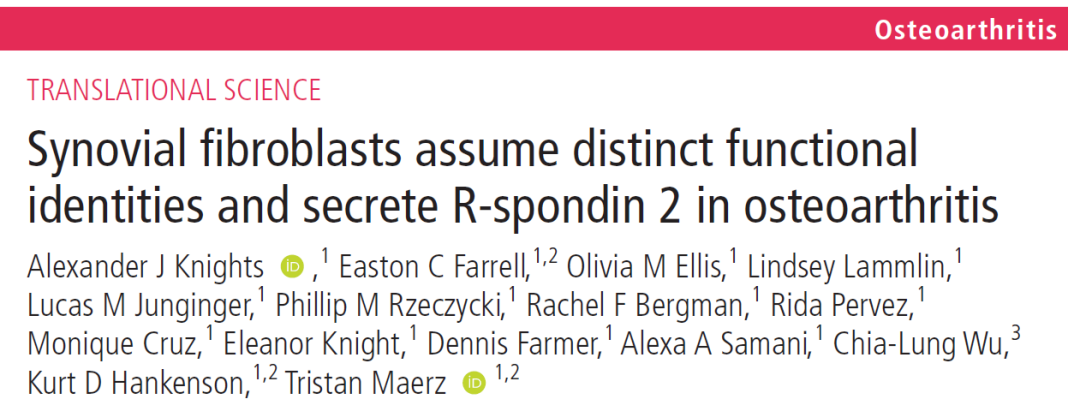 Osteoarthritis
TRANSLATIONAL SCIENCE
Synovial fibroblasts assume distinct functional
identities and secrete R-spondin 2 in osteoarthritis
Alexander J Knights iD ,1 Easton C Farrell,1,2 Olivia M Ellis,1 Lindsey Lammlin,1
Lucas M Junginger,1 Phillip M Rzeczycki,1 Rachel F Bergman,1 Rida Pervez,1
Monique Cruz,1 Eleanor Knight,1 Dennis Farmer,1 Alexa A Samani,1 Chia-Lung Wu,3
Kurt D Hankenson,1,2 Tristan Maerz iD 1,2